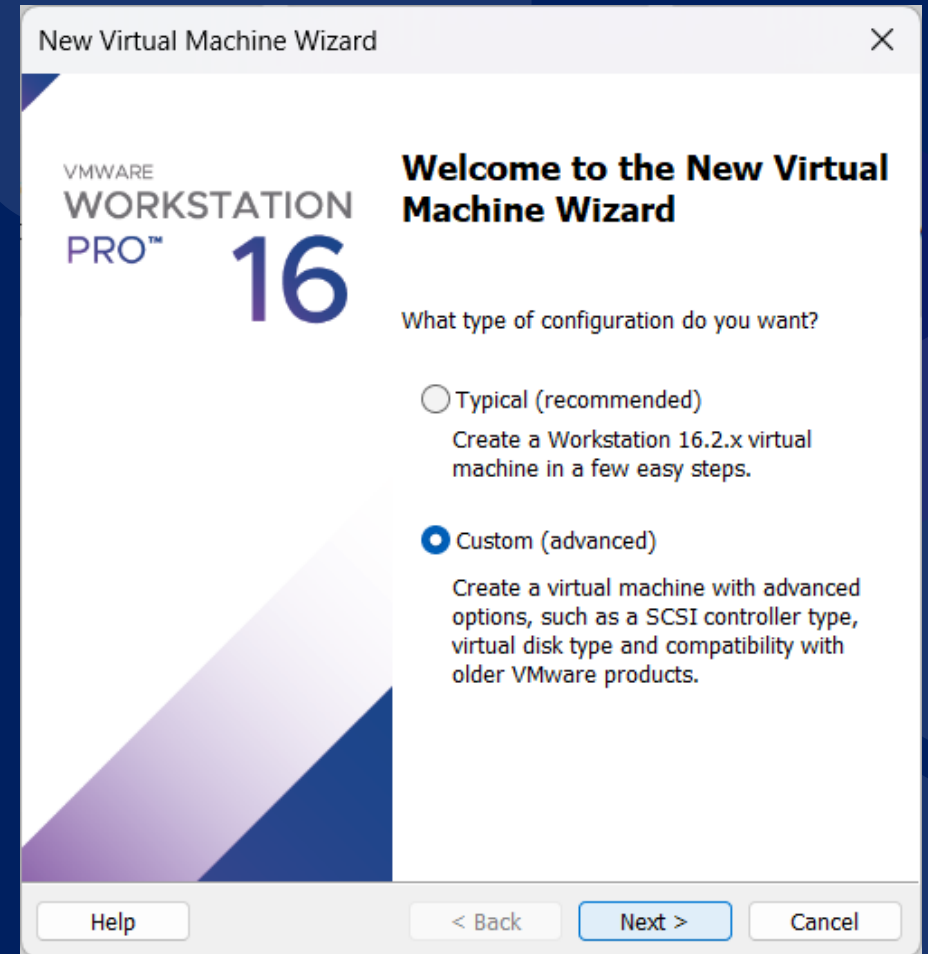 New Virtual Machine Wizard
VMWARE
WORKSTATION
PRO™ 16
Welcome to the New Virtual
Machine Wizard
What type of configuration do you want?
Typical (recommended)
Create a Workstation 16.2.x virtual
machine in a few easy steps.
Custom (advanced)
Create a virtual machine with advanced
options, such as a SCSI controller type,
virtual disk type and compatibility with
older VMware products.
Help < Back Next > Cancel